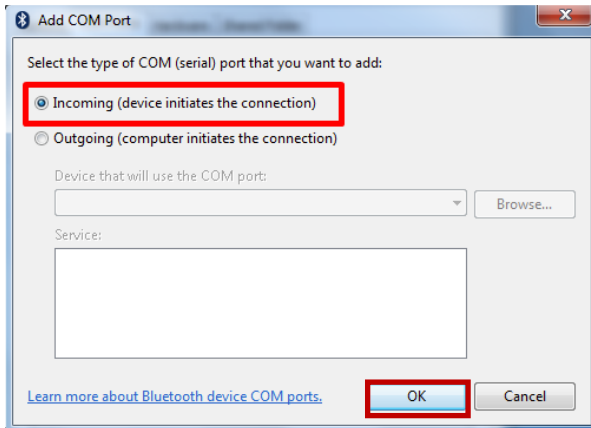 Add COM Port
Select the type of COM (serial) port that you want to add:
Incoming (device initiates the connection)
Outgoing (computer initiates the connection)
Device that will use the COM port:
Browse...
Service:
Learn more about Bluetooth device COM ports.
OK
Cancel